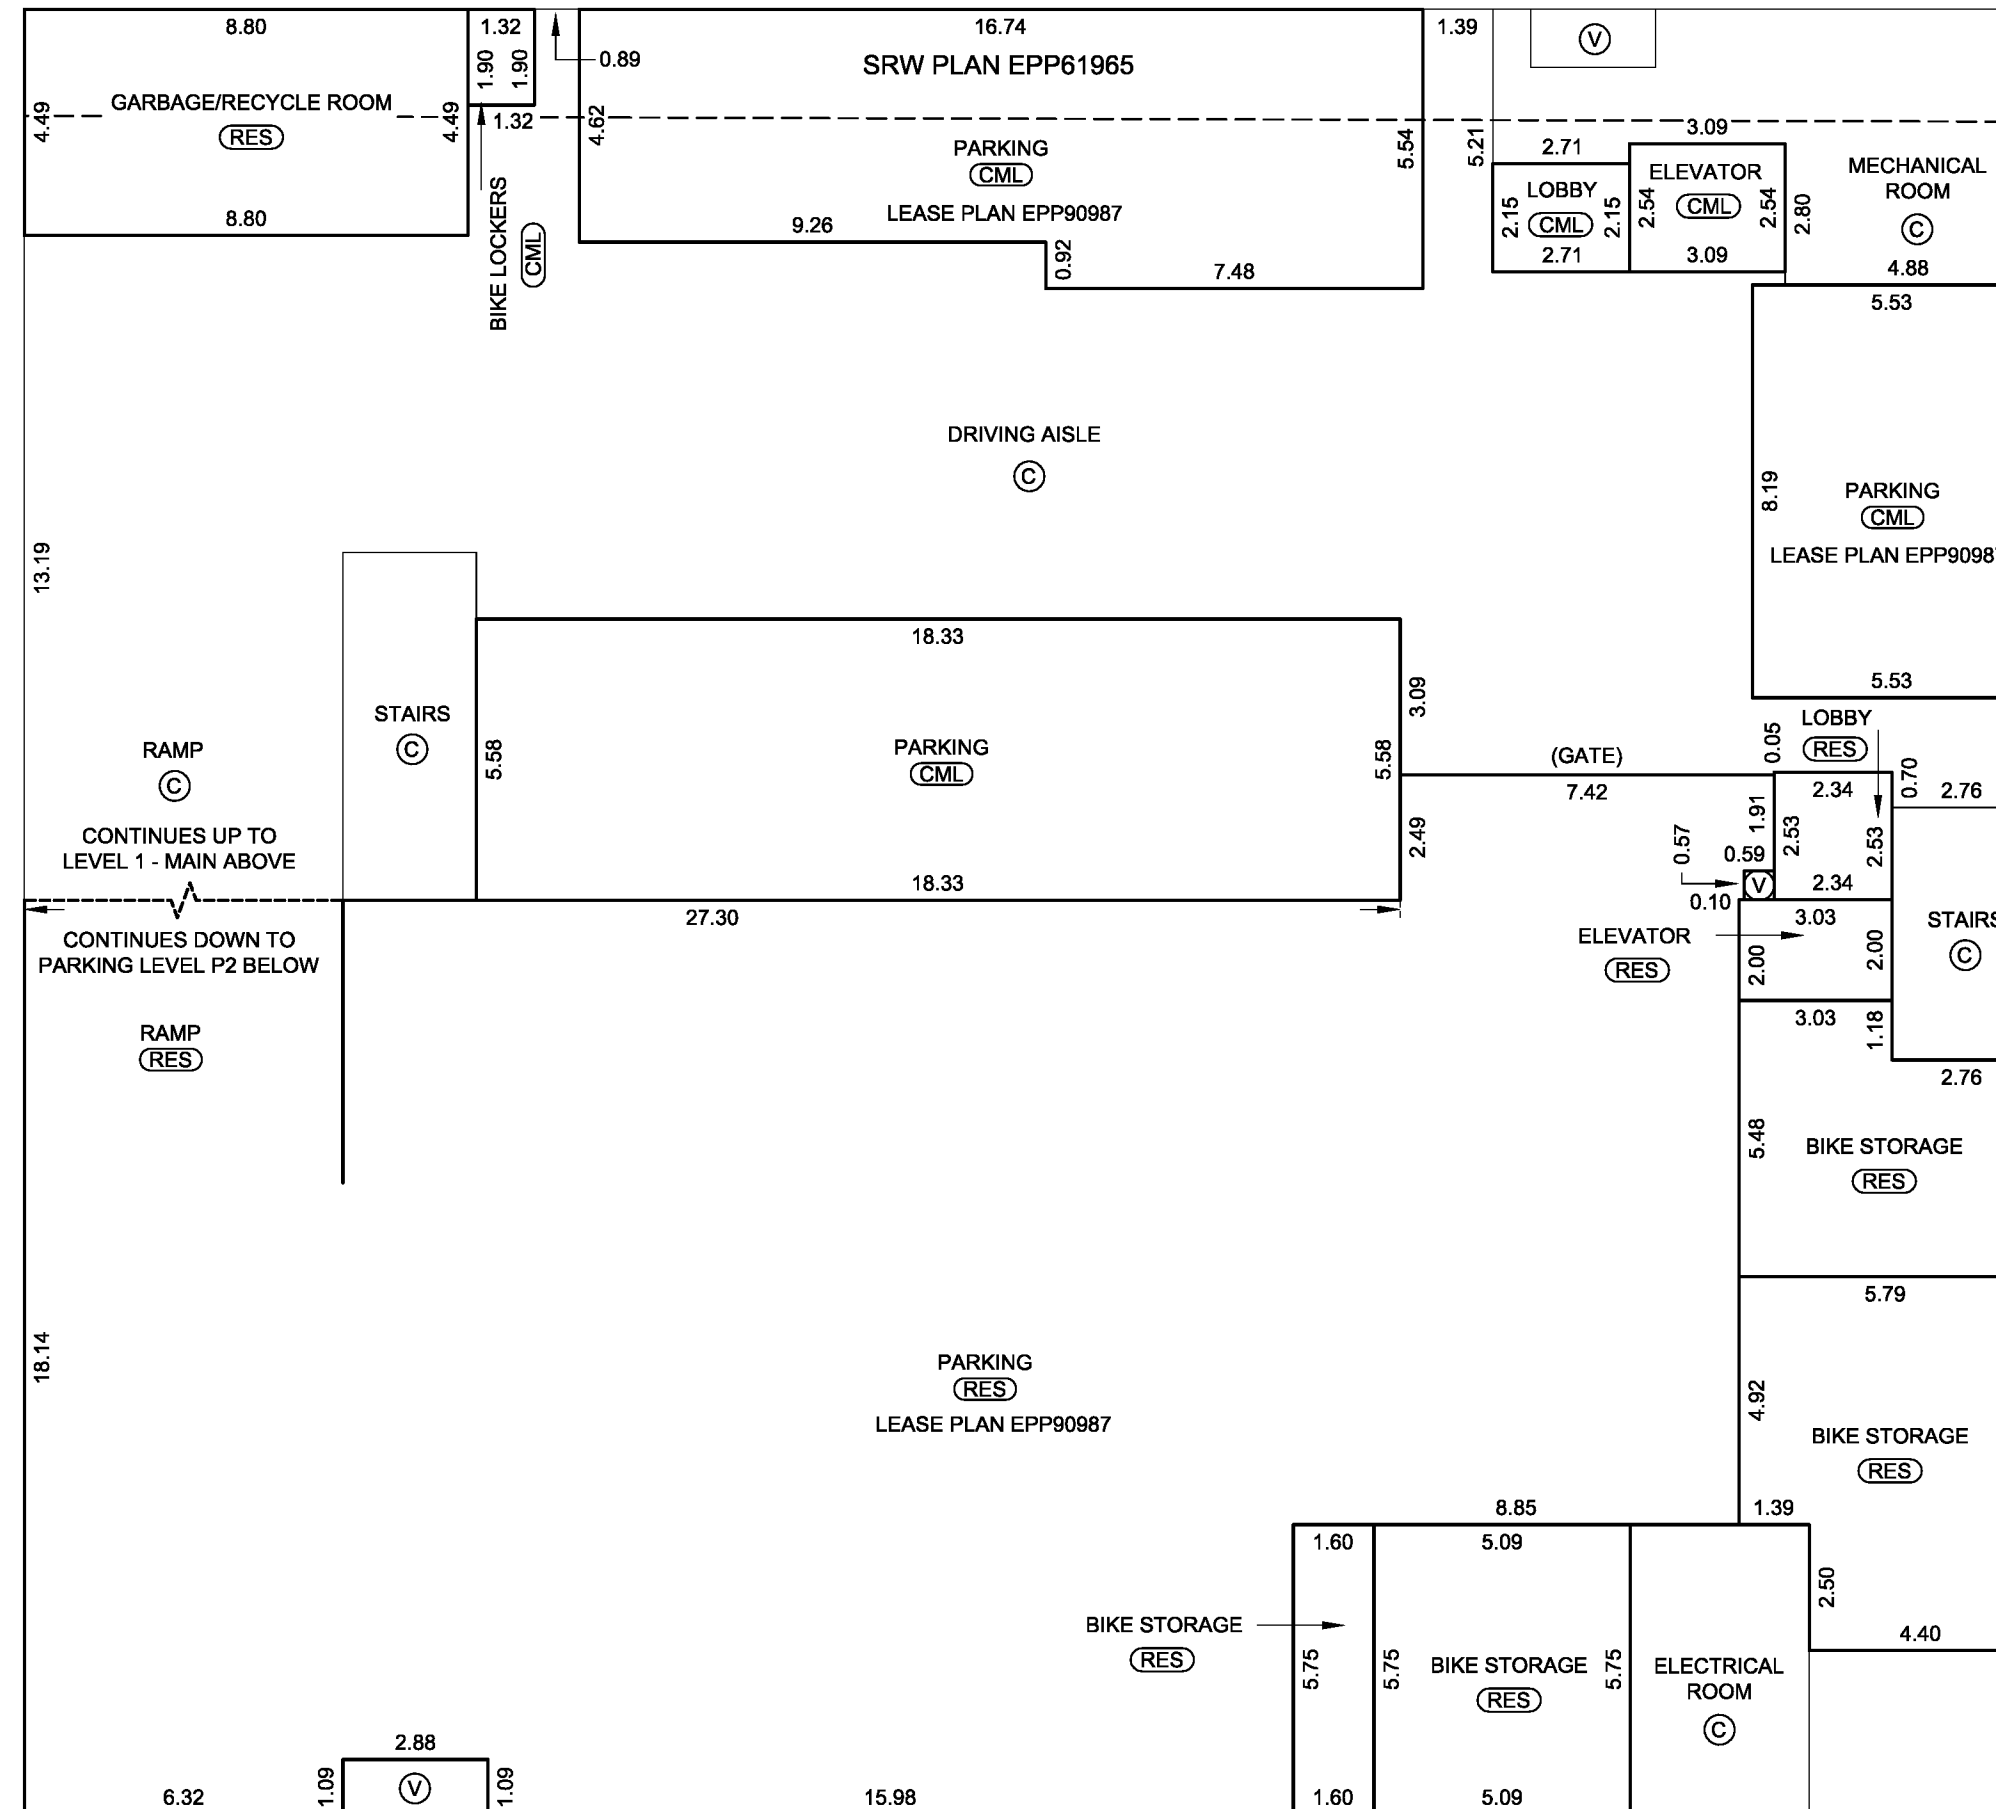 8.80
1.32
16.74
1.39
V
1.90
1.90
0.89
SRW PLAN EPP61965
GARBAGE/RECYCLE ROOM
RES
4.49
4.49
1.32
4.62
5.54
5.21
PARKING
CML
LEASE PLAN EPP90987
2.71
LOBBY
CML
2.15
2.15
2.71
3.09
ELEVATOR
CML
2.54
2.54
3.09
2.80
MECHANICAL
ROOM
C
4.88
8.80
BIKE LOCKERS
CML
9.26
0.92
7.48
5.53
DRIVING AISLE
C
8.19
PARKING
CML
LEASE PLAN EPP9098
5.53
13.19
18.33
3.09
STAIRS
C
5.58
PARKING
CML
5.58
RAMP
C
CONTINUES UP TO
LEVEL 1 - MAIN ABOVE
(GATE)
7.42
0.05
LOBBY
RES
0.70
2.76
2.34
1.91
2.53
2.53
2.49
0.57
0.59
V
2.34
0.10
18.33
27.30
CONTINUES DOWN TO
PARKING LEVEL P2 BELOW
RAMP
RES
ELEVATOR
RES
3.03
2.00
2.00
3.03
1.18
STAIRS
C
2.76
5.48
BIKE STORAGE
RES
5.79
18.14
PARKING
RES
LEASE PLAN EPP90987
4.92
BIKE STORAGE
RES
8.85
1.39
1.60
5.09
2.50
4.40
BIKE STORAGE
RES
5.75
5.75
BIKE STORAGE
RES
5.75
ELECTRICAL
ROOM
C
2.88
6.32
1.09
V
1.09
15.98
1.60
5.09